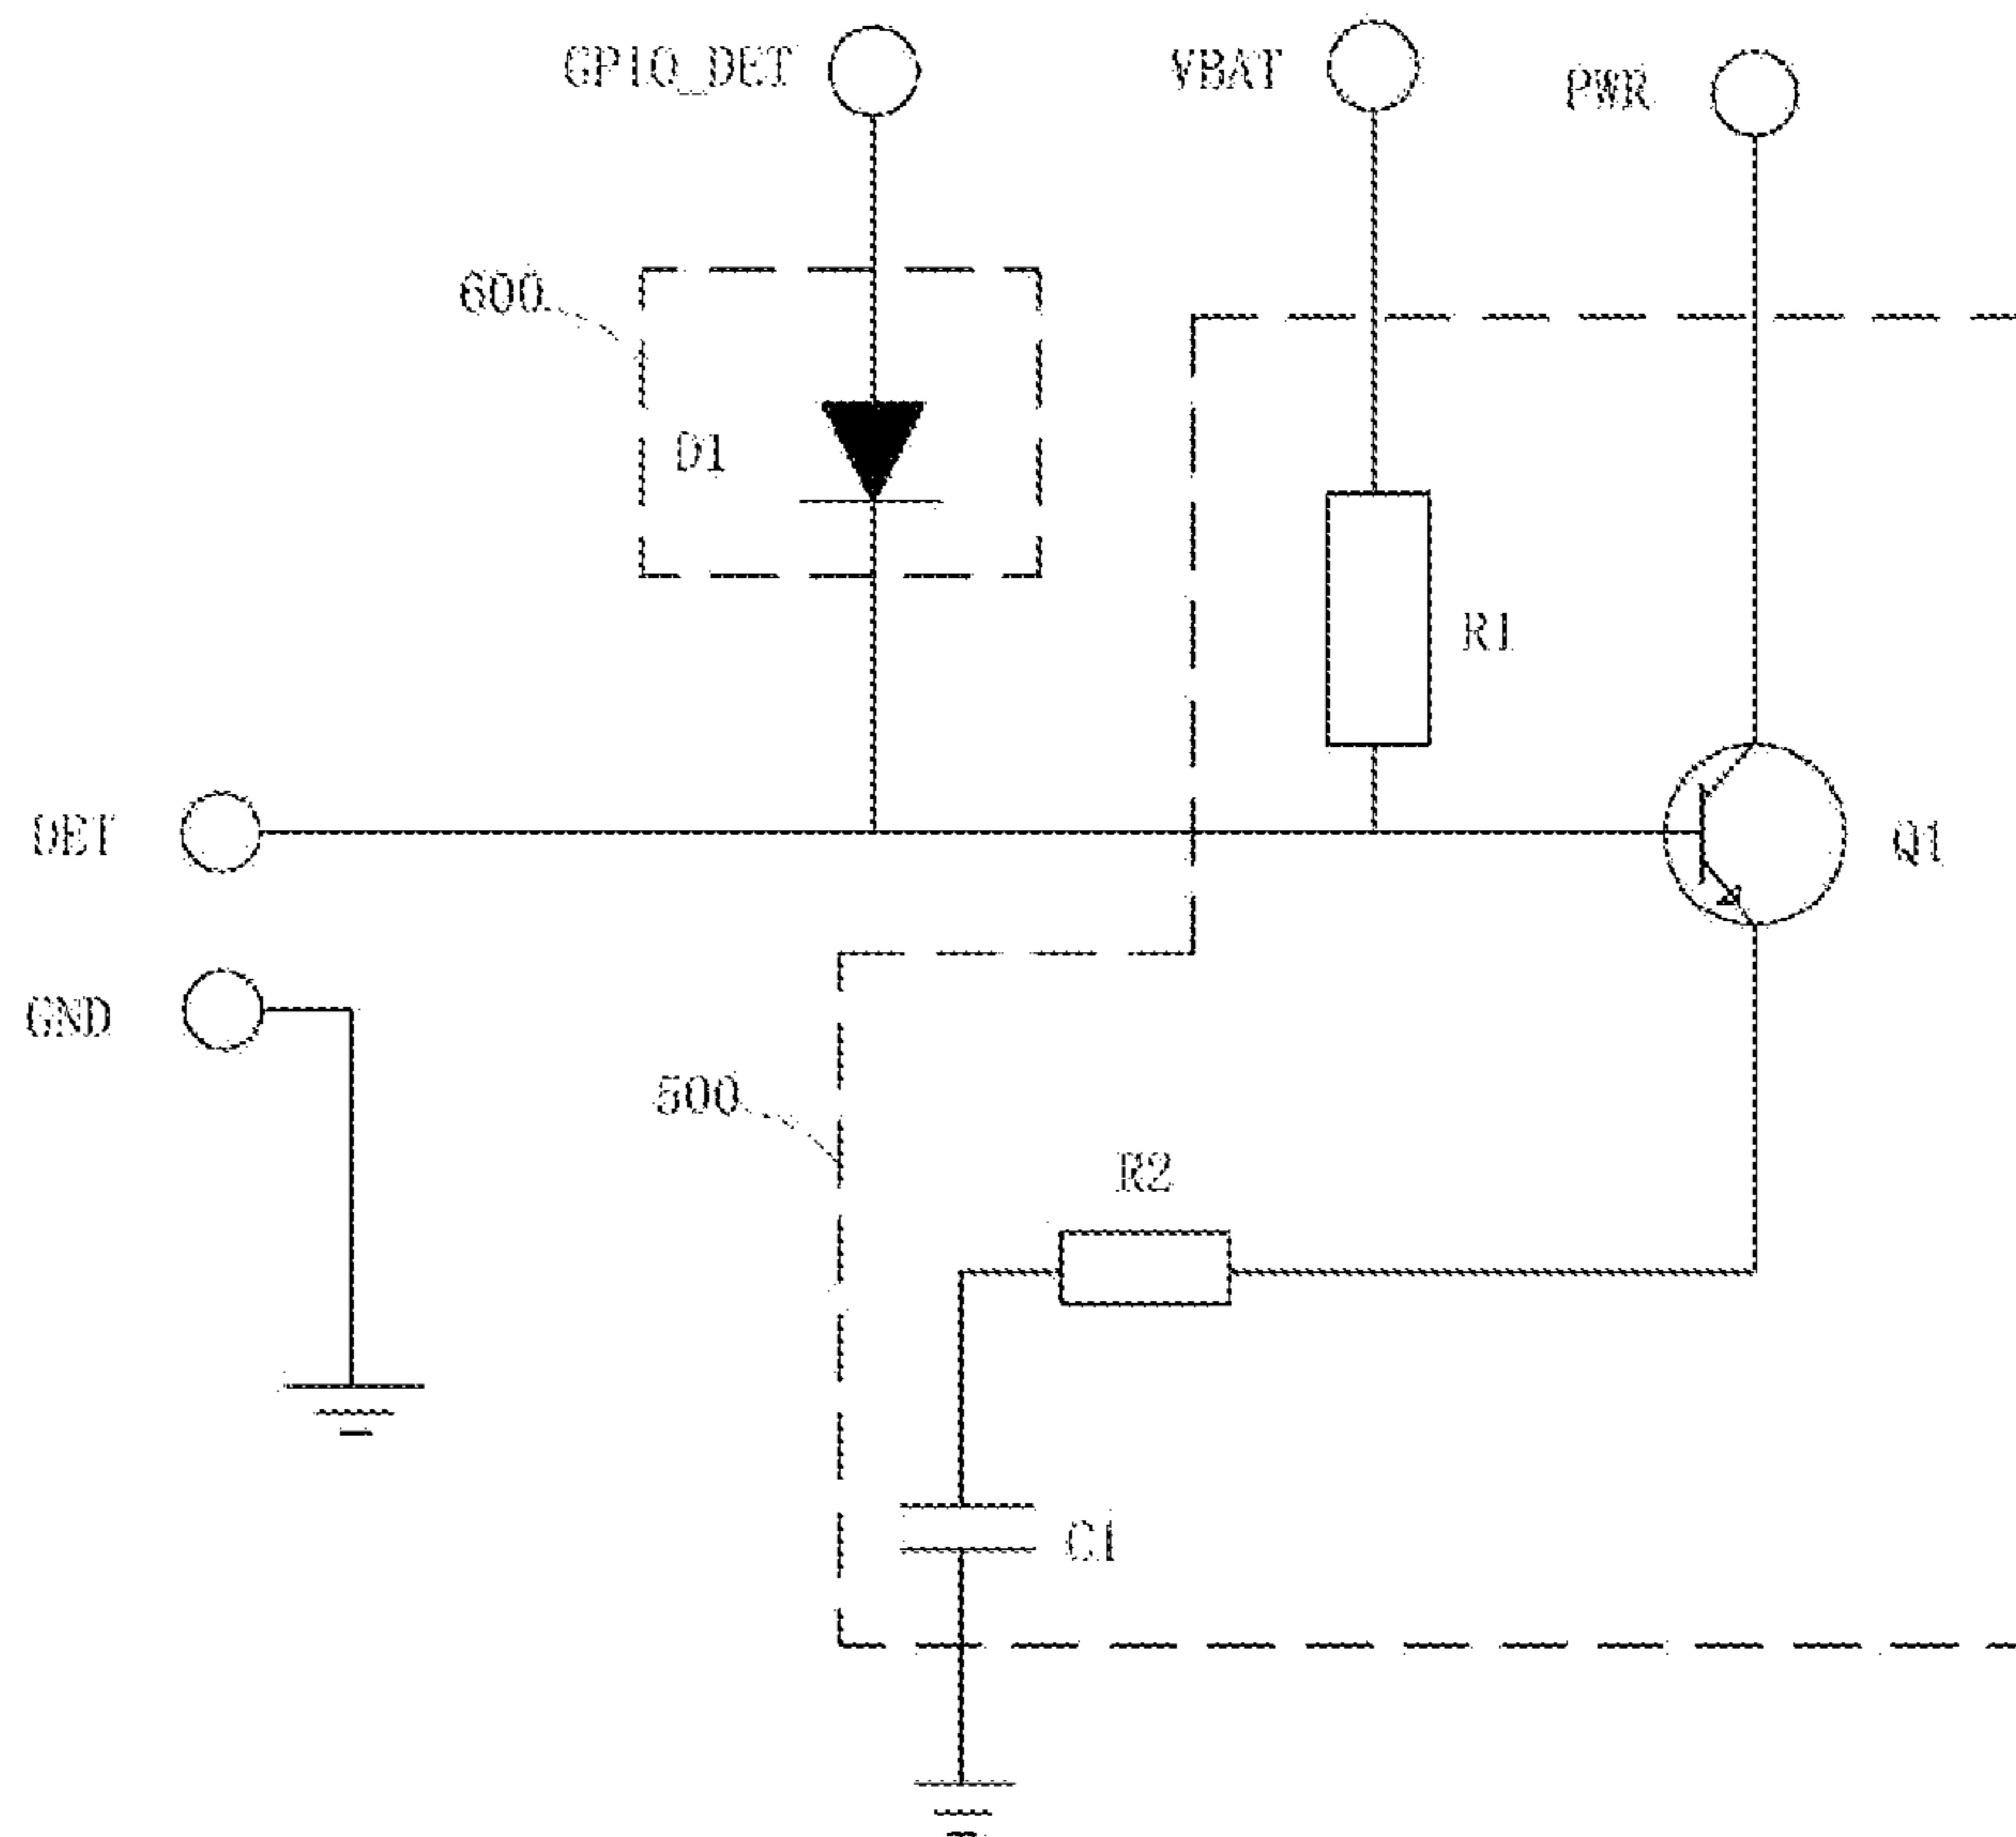 GPIO_DET
VBAT
PWR
600
D1
R1
DET
Q1
GND
500
R2
C1